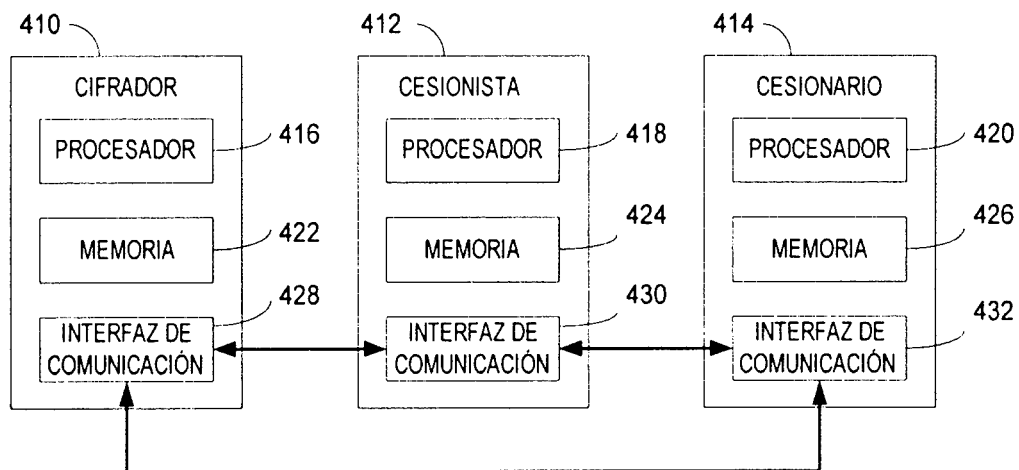 410
412
414
CIFRADOR
CESIONISTA
CESIONARIO
PROCESADOR
416
PROCESADOR
418
PROCESADOR
420
MEMORIA
422
MEMORIA
424
MEMORIA
426
INTERFAZ DE
COMUNICACIÓN
428
INTERFAZ DE
COMUNICACIÓN
430
INTERFAZ DE
COMUNICACIÓN
432